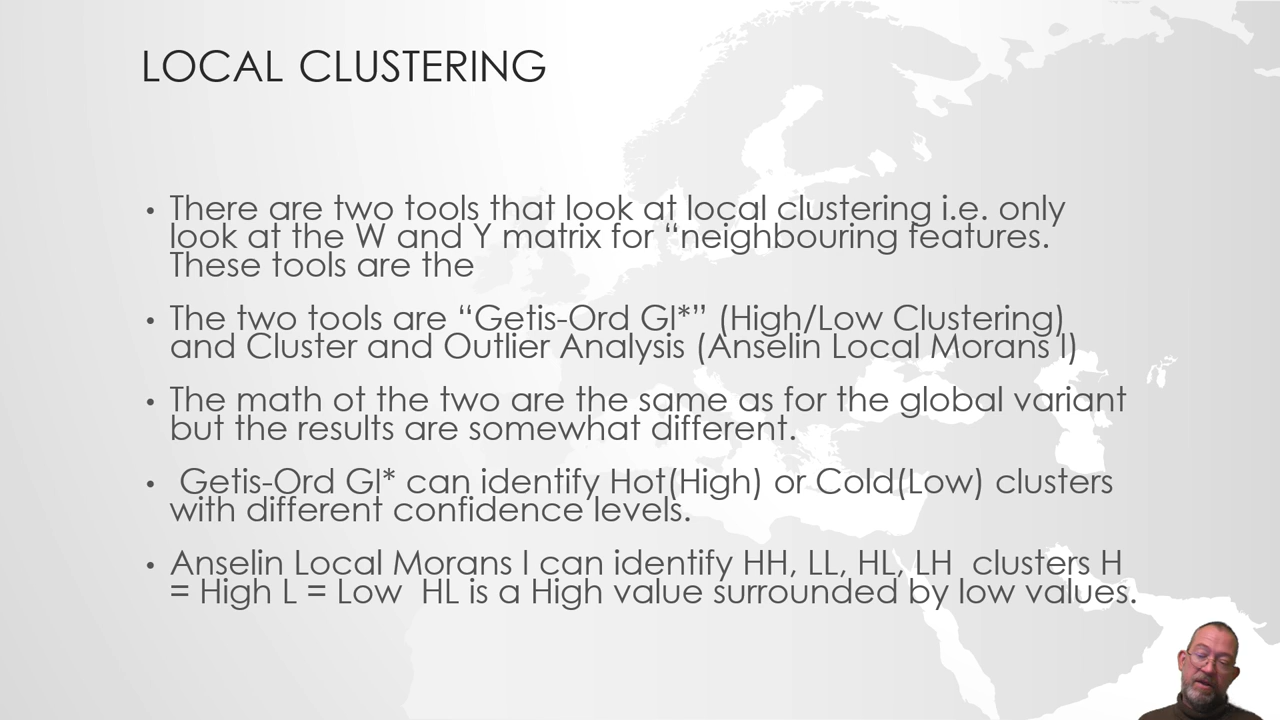 LOCAL CLUSTERING
• There are two tools that look at local clustering i.e. only
look at the W and Y matrix for “neighbouring features.
These tools are the
• The two tools are “Getis-Ord GI*” (High/Low Clustering)
and Cluster and Outlier Analysis (Anselin Local Morans I)
• The math of the two are the same as for the global variant
but the results are somewhat different.
• Getis-Ord GI* can identify Hot(High) or Cold(Low) clusters
with different confidence levels.
• Anselin Local Morans I can identify HH, LL, HL, LH clusters H
= High L = Low HL is a High value surrounded by low values.